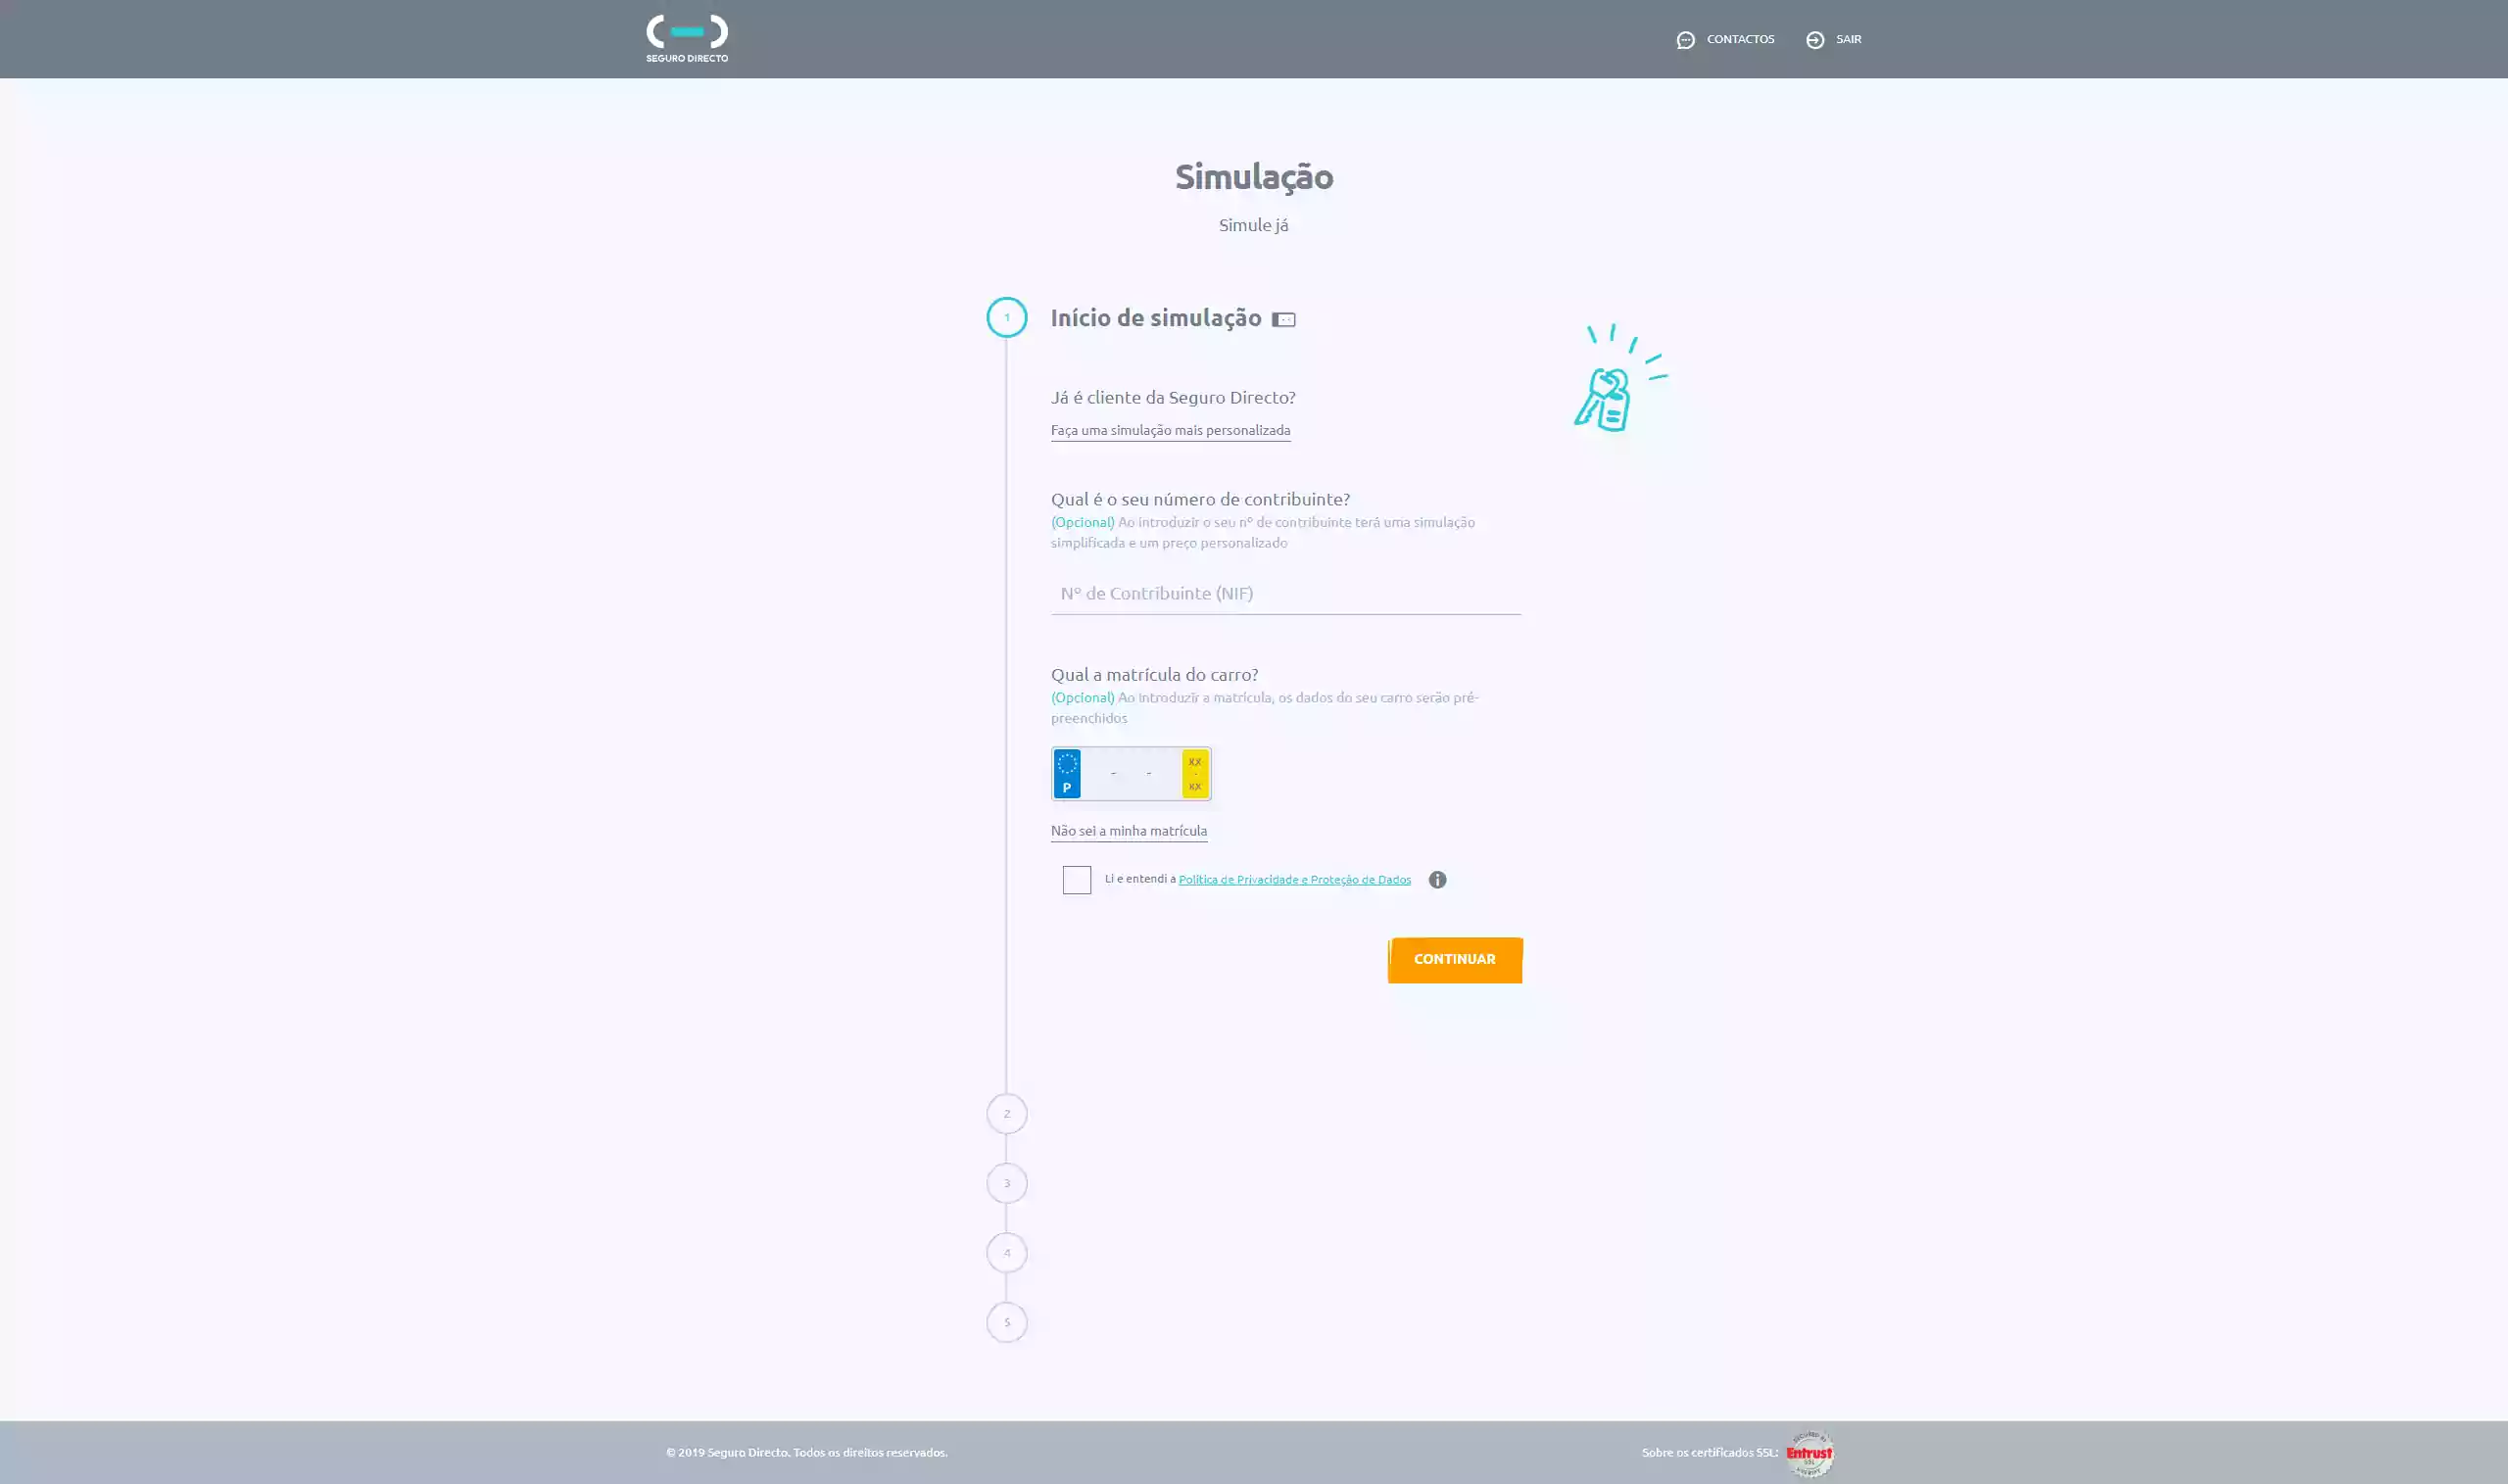 SEGURO DIRECTO
CONTACTOS
SAIR
Simulação
Simule já
1
Início de simulação
Já é cliente da Seguro Directo?
Faça uma simulação mais personalizada
Qual é o seu número de contribuinte?
(Opcional) Ao introduzir o seu nº de contribuinte terá uma simulação
simplificada e um preço personalizado
Nº de Contribuinte (NIF)
Qual a matrícula do carro?
(Opcional) Ao introduzir a matrícula, os dados do seu carro serão pré-
preenchidos
P
- -
XX
-
XX
Não sei a minha matrícula
Li e entendi a Política de Privacidade e Proteção de Dados
CONTINUAR
2
3
4
5
© 2019 Seguro Directo. Todos os direitos reservados.
Sobre os certificados SSL:
Entrust
SSL